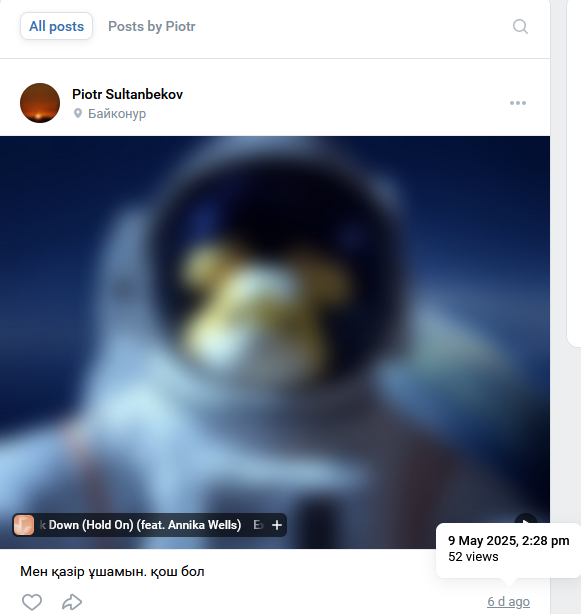 All posts Posts by Piotr
Piotr Sultanbekov
Байконур
k Down (Hold On) (feat. Annika Wells) E
9 May 2025, 2:28 pm
52 views
Мен қазір ұшамын. қош бол
6 d ago